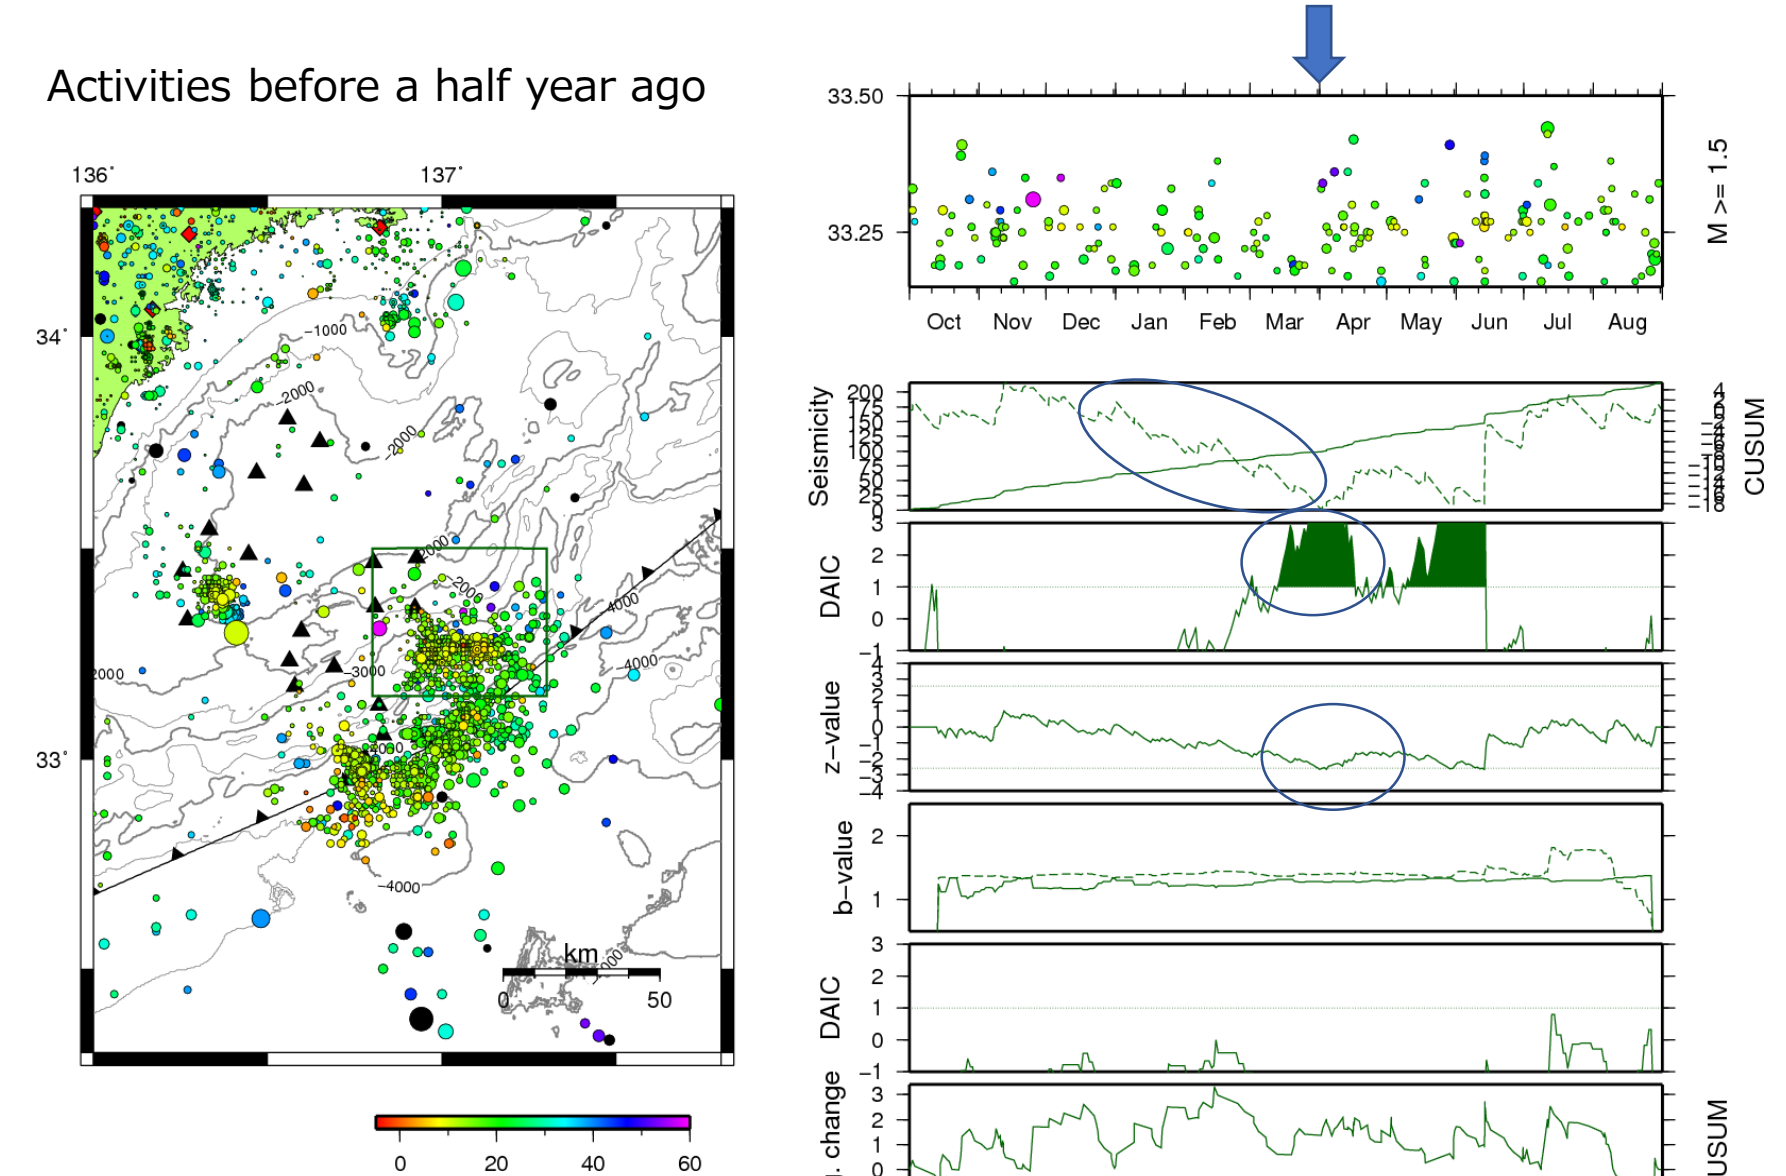 Activities before a half year ago
136°
137°
34°
33°
−1000
−2000
−2000
2000
−2000
−4000
−4000
−3000
2000
−4000
km
0
50
0
20
40
60
33.50
33.25
M >= 1.5
Oct
Nov
Dec
Jan
Feb
Mar
Apr
May
Jun
Jul
Aug
Seismicity
200
175
150
125
100
75
50
25
0
CUSUM
DAIC
3
2
1
0
−1
z−value
4
3
2
1
0
−1
−2
−3
−4
b−value
2
1
DAIC
3
2
1
0
−1
. change
3
2
1
0
USUM